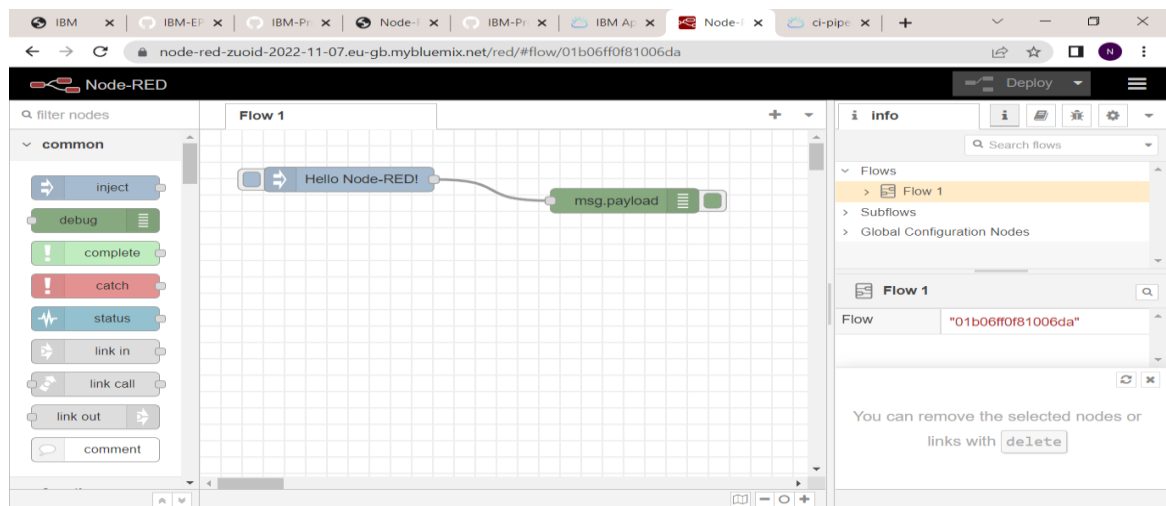 IBM
IBM-EF
IBM-Pr
Node-
IBM-Pr
IBM Ap
Node-
ci-pipe
node-red-zuoid-2022-11-07.eu-gb.mybluemix.net/red/#flow/01b06ff0f81006da
N
Node-RED
Deploy
filter nodes
Flow 1
i info
i
common
Search flows
inject
debug
complete
catch
status
link in
link call
link out
comment
Hello Node-RED!
msg.payload
Flows
Flow 1
Subflows
Global Configuration Nodes
Flow 1
Flow "01b06ff0f81006da"
You can remove the selected nodes or
links with delete